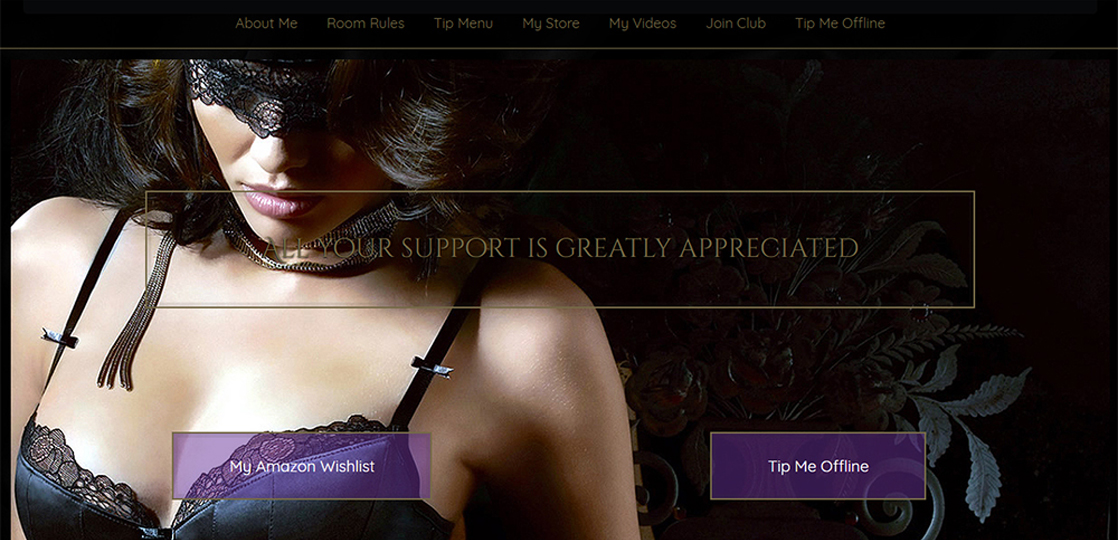 About Me Room Rules Tip Menu My Store My Videos Join Club Tip Me Offline
ALL YOUR SUPPORT IS GREATLY APPRECIATED
My Amazon Wishlist Tip Me Offline